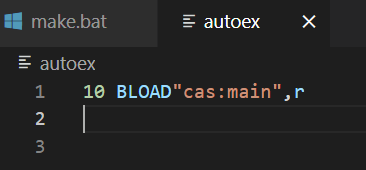 make.bat
autoex
autoex
1 10 BLOAD"cas:main",r
2
3